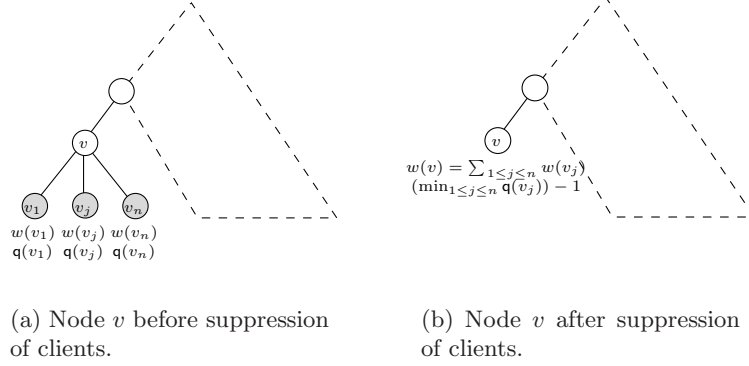 v
v₁ vⱼ vₙ
w(v₁) w(vⱼ) w(vₙ)
q(v₁) q(vⱼ) q(vₙ)
v
w(v) = ∑₁≤ⱼ≤ₙ w(vⱼ)
(min₁≤ⱼ≤ₙ q(vⱼ)) − 1
(a) Node v before suppression
of clients.
(b) Node v after suppression
of clients.